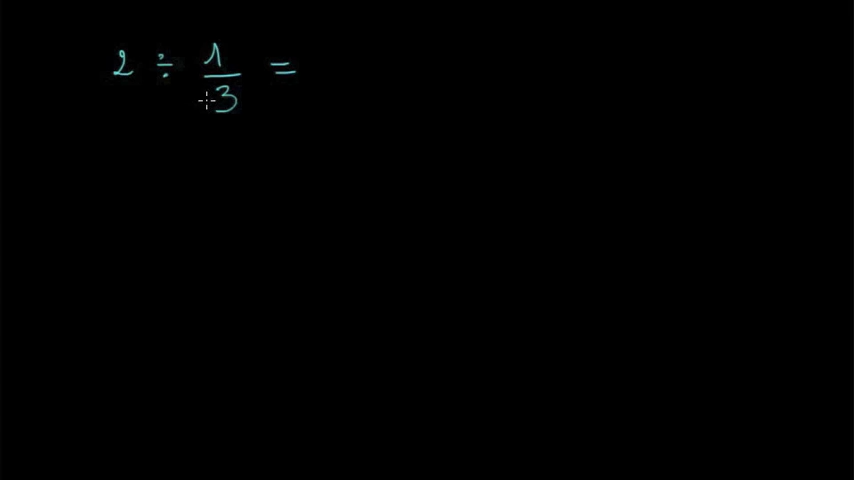 2 ÷ 1/3 =